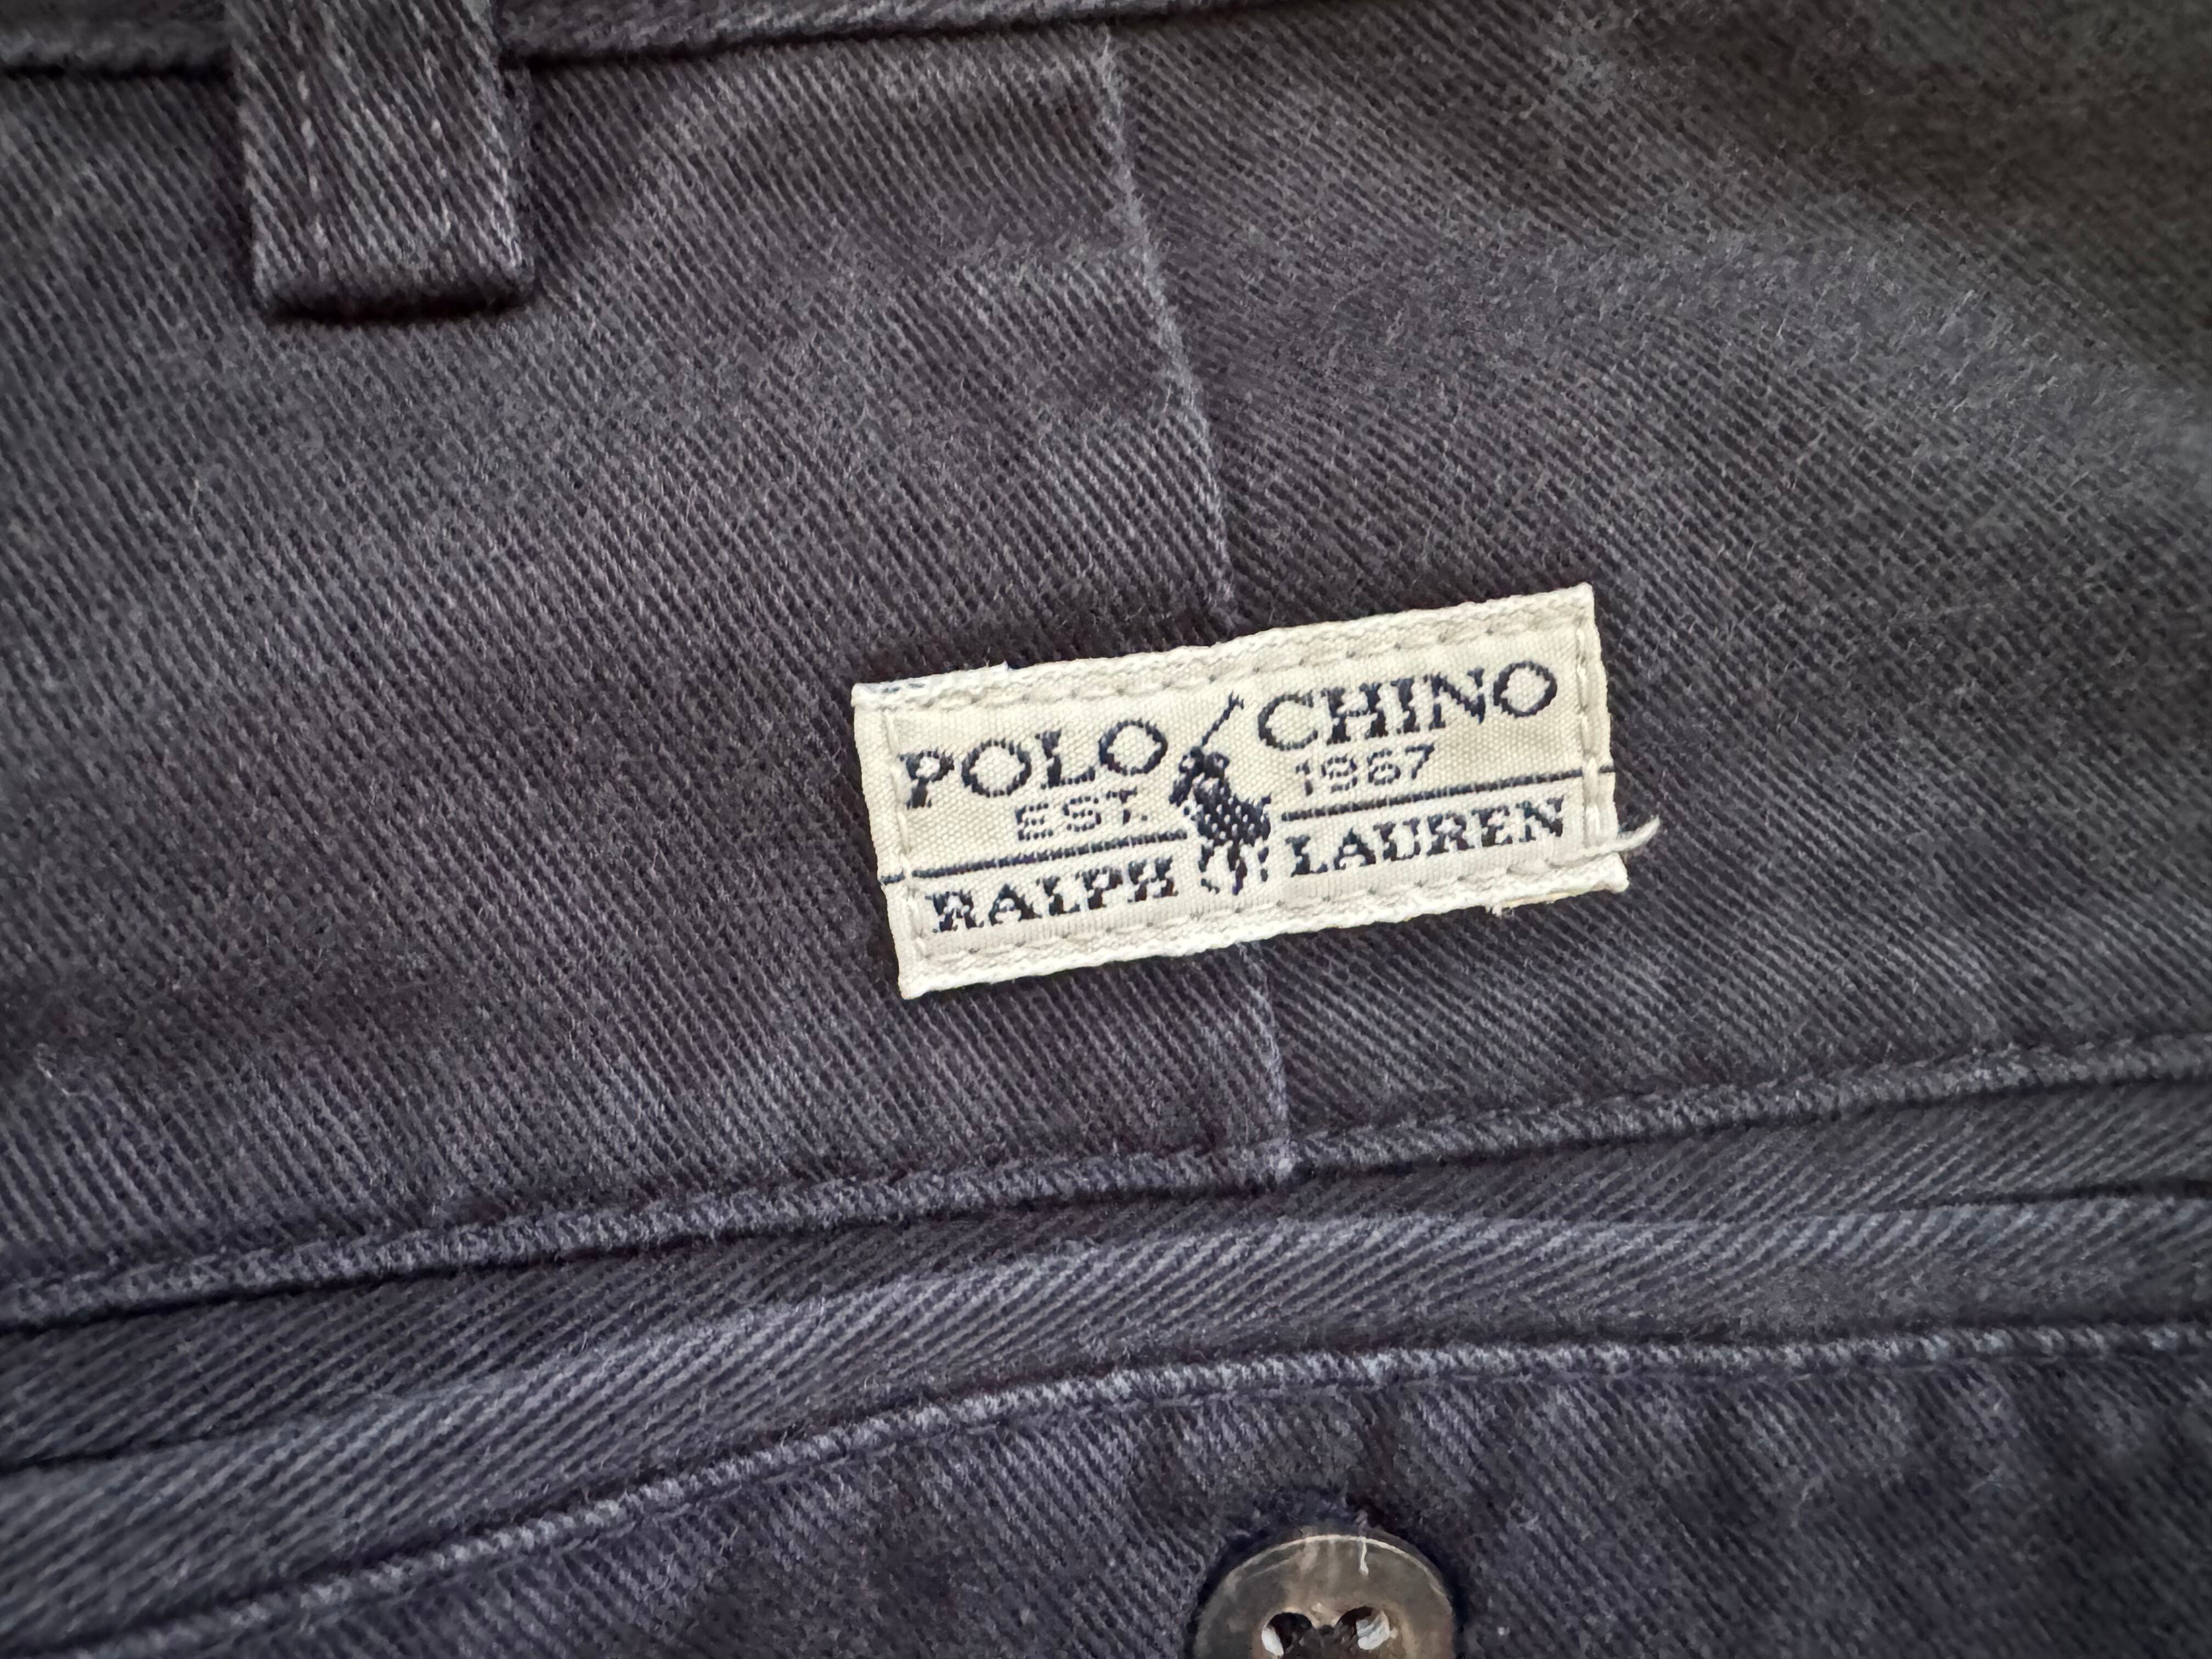 POLO CHINO
EST. 1967
RALPH LAUREN